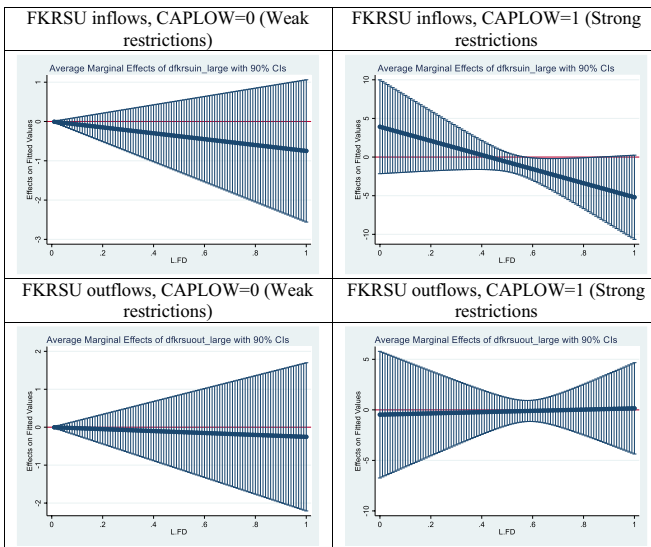 FKRSU inflows, CAPLOW=0 (Weak
restrictions)
FKRSU inflows, CAPLOW=1 (Strong
restrictions
Average Marginal Effects of dfkrsuin_large with 90% CIs
Effects on Fitted Values
1
0
-1
-2
-3
0 .2 .4 .6 .8 1
L.FD
Average Marginal Effects of dfkrsuin_large with 90% CIs
Effects on Fitted Values
10
5
0
-5
-10
0 .2 .4 .6 .8 1
L.FD
FKRSU outflows, CAPLOW=0 (Weak
restrictions)
FKRSU outflows, CAPLOW=1 (Strong
restrictions
Average Marginal Effects of dfkrsuout_large with 90% CIs
Effects on Fitted Values
2
1
0
-1
-2
0 .2 .4 .6 .8 1
L.FD
Average Marginal Effects of dfkrsuout_large with 90% CIs
Effects on Fitted Values
5
0
-5
-10
0 .2 .4 .6 .8 1
L.FD